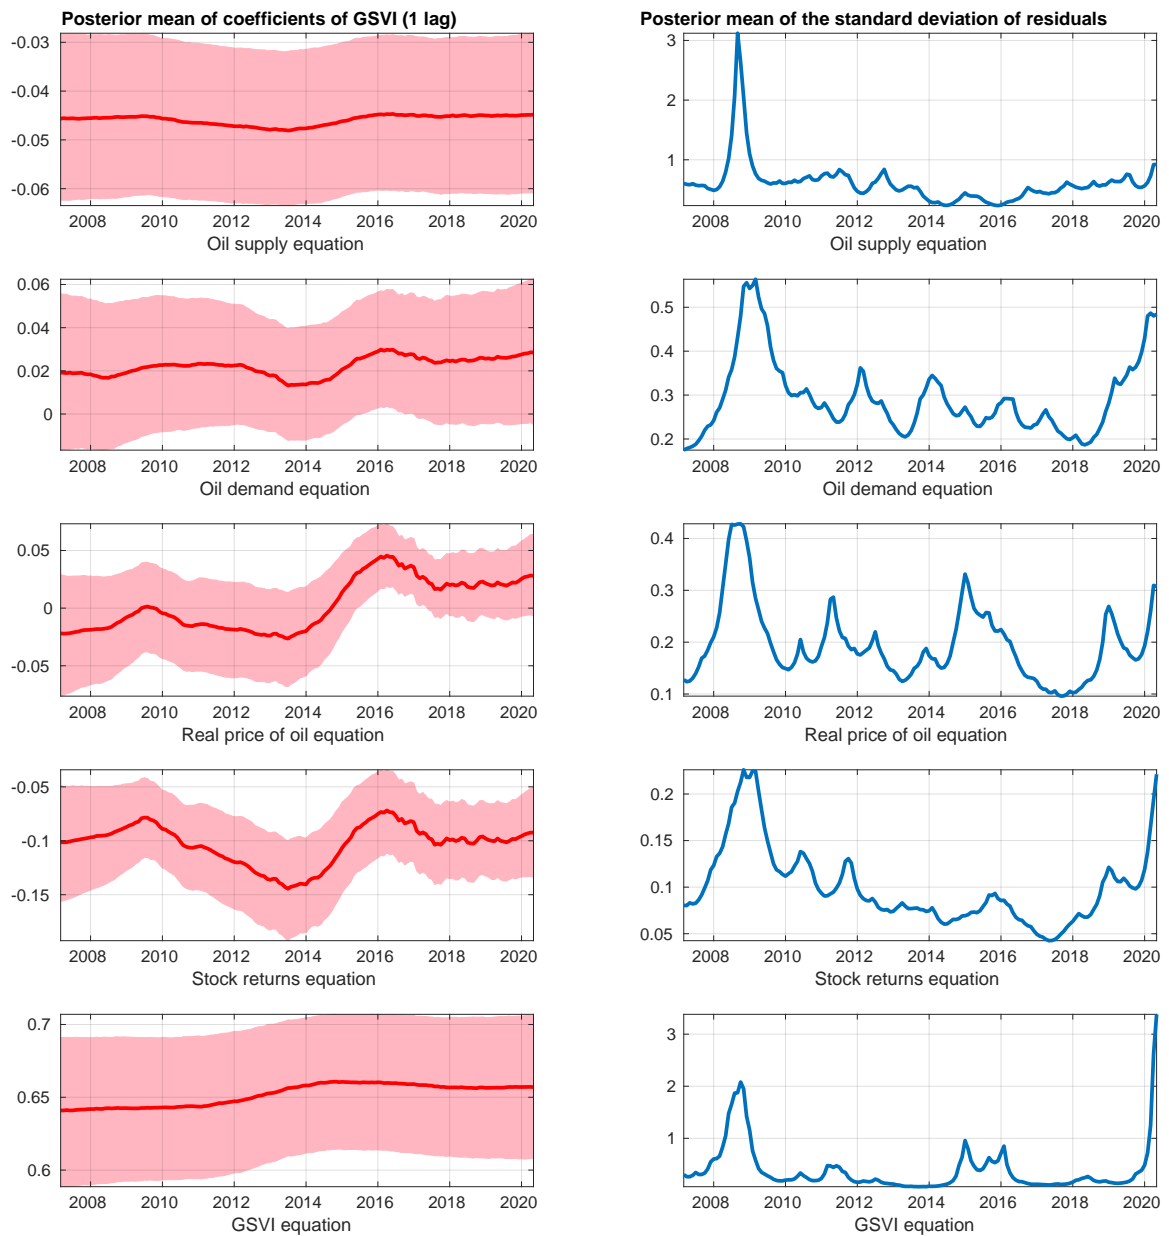 Posterior mean of coefficients of GSVI (1 lag)
-0.03
-0.04
-0.05
-0.06
2008 2010 2012 2014 2016 2018 2020
Oil supply equation
Posterior mean of the standard deviation of residuals
3
2
1
2008 2010 2012 2014 2016 2018 2020
Oil supply equation
0.06
0.04
0.02
0
2008 2010 2012 2014 2016 2018 2020
Oil demand equation
0.5
0.4
0.3
0.2
2008 2010 2012 2014 2016 2018 2020
Oil demand equation
0.05
0
-0.05
2008 2010 2012 2014 2016 2018 2020
Real price of oil equation
0.4
0.3
0.2
0.1
2008 2010 2012 2014 2016 2018 2020
Real price of oil equation
-0.05
-0.1
-0.15
2008 2010 2012 2014 2016 2018 2020
Stock returns equation
0.2
0.15
0.1
0.05
2008 2010 2012 2014 2016 2018 2020
Stock returns equation
0.7
0.65
0.6
2008 2010 2012 2014 2016 2018 2020
GSVI equation
3
2
1
2008 2010 2012 2014 2016 2018 2020
GSVI equation